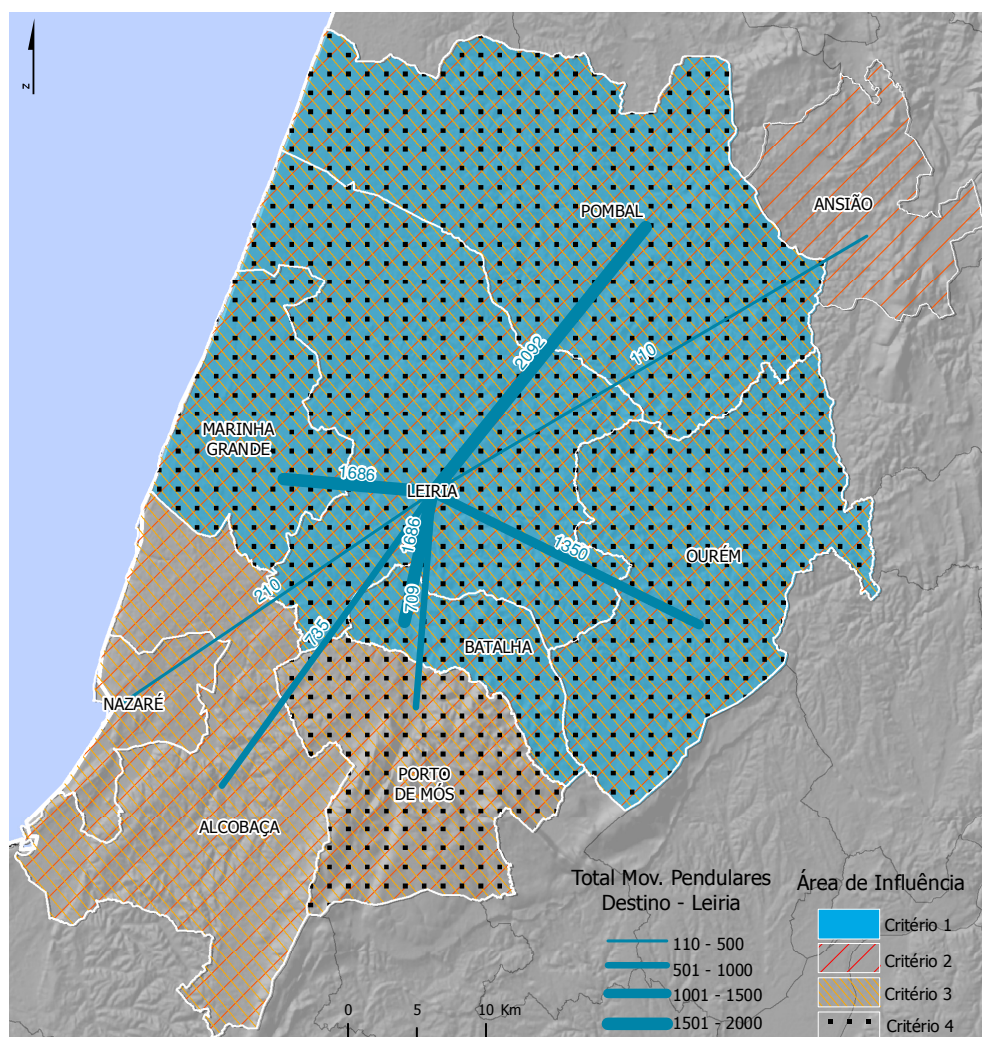 N
POMBAL
ANSIÃO
2092
110
MARINHA
GRANDE
1686
LEIRIA
1686
1350
OURÉM
210
709
735
BATALHA
NAZARÉ
PORTO
DE MÓS
ALCOBAÇA
Total Mov. Pendulares
Destino - Leiria
110 - 500
501 - 1000
1001 - 1500
1501 - 2000
Área de Influência
Critério 1
Critério 2
Critério 3
Critério 4
0 5 10 Km